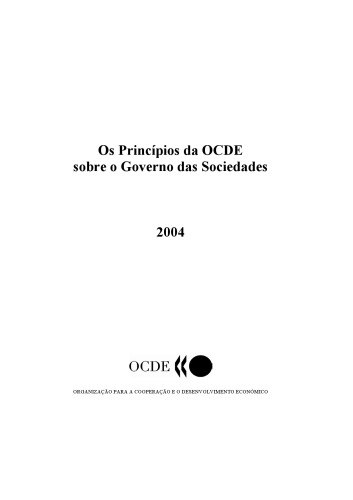 Os Princípios da OCDE
sobre o Governo das Sociedades
2004
OCDE
ORGANIZAÇÃO PARA A COOPERAÇÃO E O DESENVOLVIMENTO ECONÓMICO